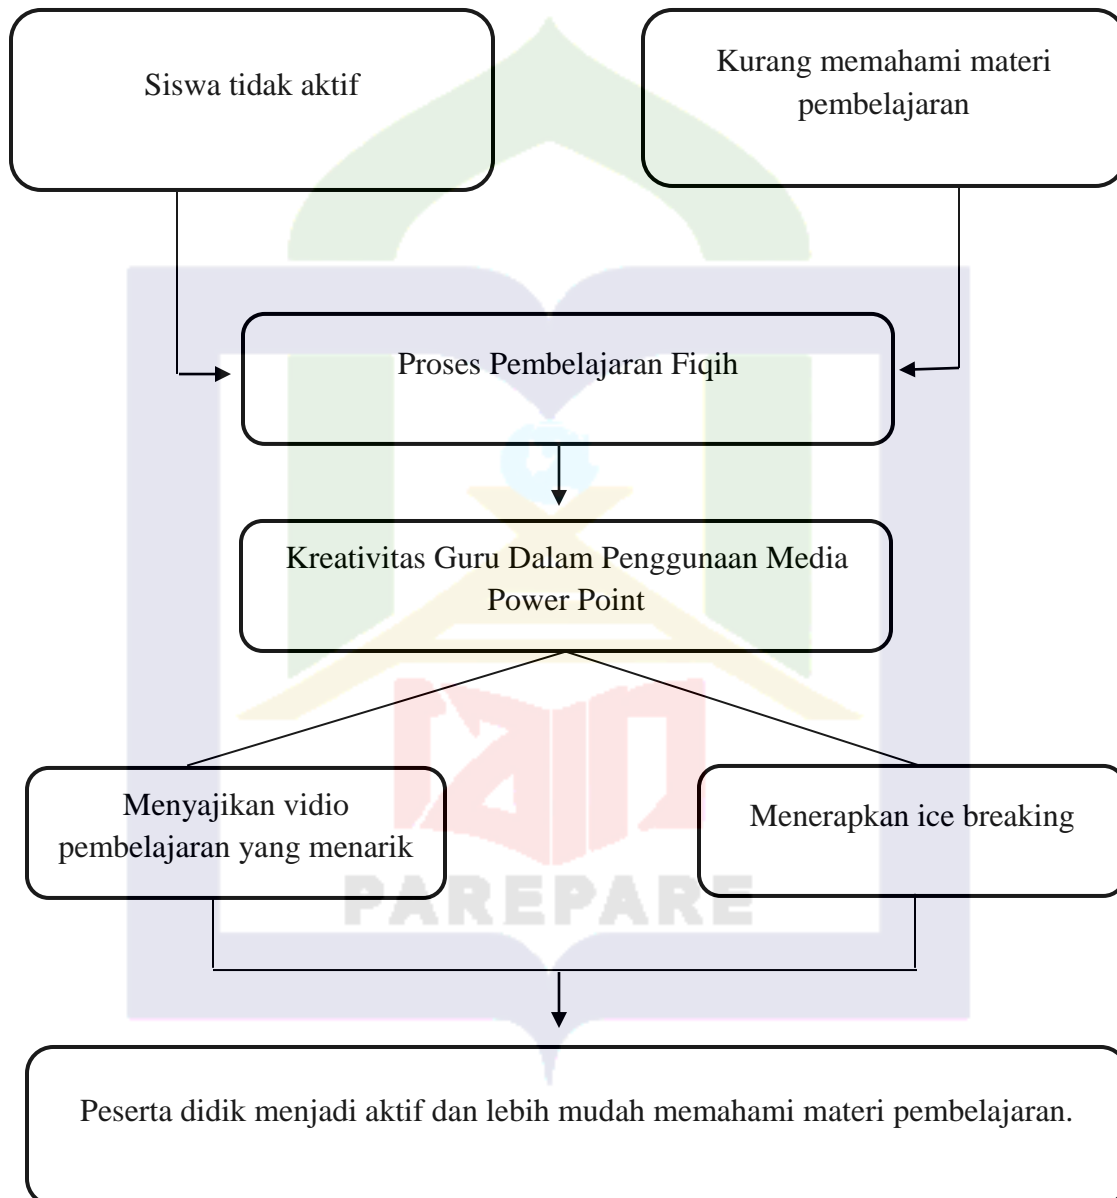 Siswa tidak aktif
Kurang memahami materi
pembelajaran
Proses Pembelajaran Fiqih
Kreativitas Guru Dalam Penggunaan Media
Power Point
Menyajikan vidio
pembelajaran yang menarik
Menerapkan ice breaking
PAREPARE
Peserta didik menjadi aktif dan lebih mudah memahami materi pembelajaran.